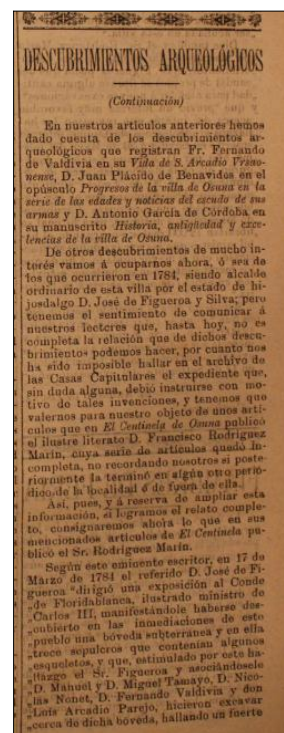 DESCUBRIMIENTOS ARQUEOLÓGICOS
(Continuación)
En nuestros artículos anteriores hemos
dado cuenta de los descubrimientos ar-
queológicos que registran Fr. Fernando
de Valdivia en su Vida de S. Arcadio Ursao-
nense, D. Juan Plácido de Benavides en el
opúsculo Progresos de la villa de Osuna en la
serie de las edades y noticias del escudo de sus
armas y D. Antonio García de Córdoba en
su manuscrito Historia, antigüedad y exce-
lencias de la villa de Osuna.
De otros descubrimientos de mucho in-
terés vamos á ocuparnos ahora, ó sea de
los que ocurrieron en 1784, siendo alcalde
ordinario de esta villa por el estado de hi-
josdalgo D. José de Figueroa y Silva; pero
tenemos el sentimiento de comunicar á
nuestros lectores que, hasta hoy, no es
completa la relación que de dichos descu-
brimientos podemos hacer, por cuanto nos
ha sido imposible hallar en el archivo de
las Casas Capitulares el expediente que,
sin duda alguna, debió instruirse con mo-
tivo de tales invenciones, y tenemos que
valernos para nuestro objeto de unos artí-
culos que en El Centinela de Osuna publicó
el ilustre literato D. Francisco Rodríguez
Marín, cuya serie de artículos quedó in-
completa, no recordando nosotros si poste-
riormente la terminó en algún otro perió-
dico de la localidad ó de fuera de ella.
Así, pues, y á reserva de ampliar esta
información, si logramos el relato comple-
to, consignaremos ahora lo que en sus
mencionados artículos de El Centinela pu-
blicó el Sr. Rodríguez Marín.
Según este eminente escritor, en 17 de
Marzo de 1784 el referido D. José de Fi-
gueroa "dirigió una exposición al Conde
„de Floridablanca, ilustrado ministro de
„Carlos III, manifestándole haberse des-
„cubierto en las inmediaciones de este
„pueblo una bóveda subterránea y en ella
„trece sepulcros que contenían algunos
„esqueletos, y que, estimulado por este ha-
„llazgo el Sr. Figueroa y asociándosele
„D. Manuel y D. Miguel Tamayo, D. Nico-
„lás Nonet, D. Fernando Valdivia y don
„Luis Arcadio Parejo, hicieron excavar
„cerca de dicha bóveda, hallando un fuerte